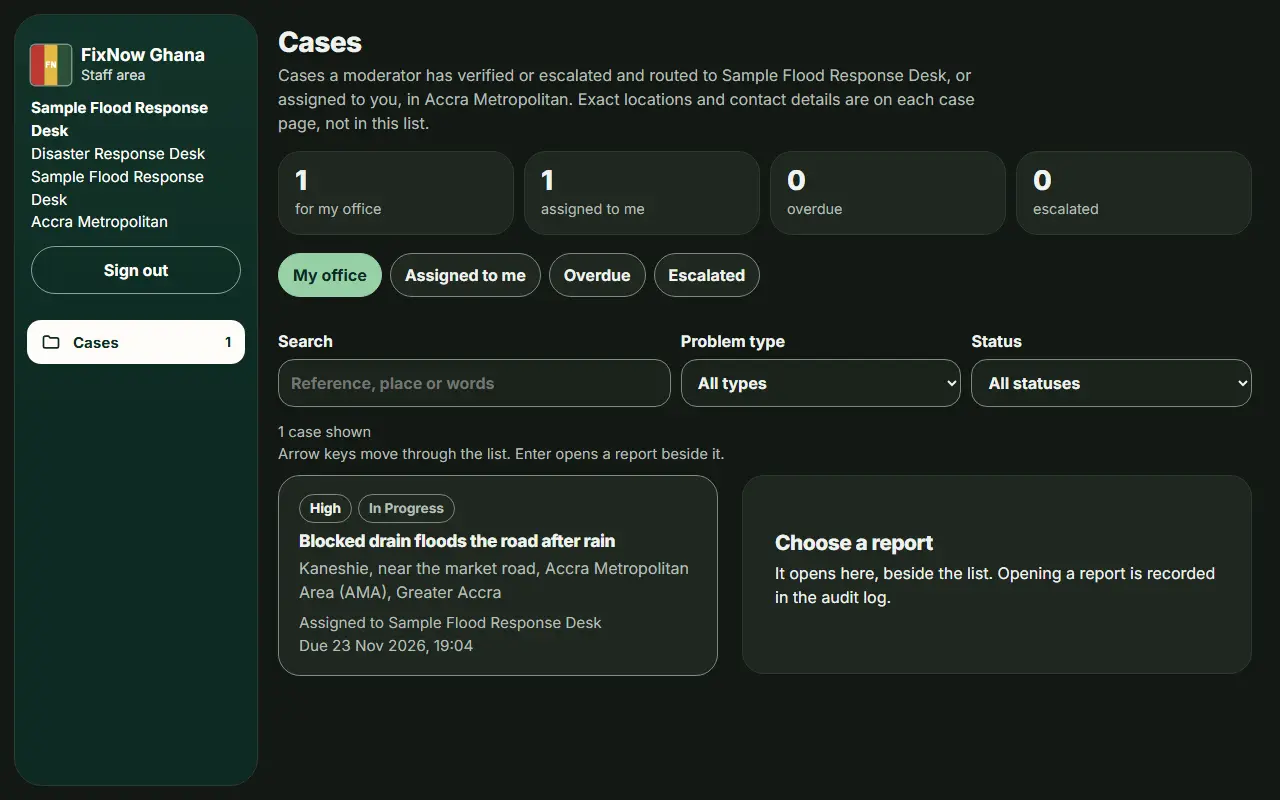 FN
FixNow Ghana
Staff area
Sample Flood Response
Desk
Disaster Response Desk
Sample Flood Response
Desk
Accra Metropolitan
Sign out
Cases 1
Cases
Cases a moderator has verified or escalated and routed to Sample Flood Response Desk, or
assigned to you, in Accra Metropolitan. Exact locations and contact details are on each case
page, not in this list.
1
for my office
1
assigned to me
0
overdue
0
escalated
My office
Assigned to me
Overdue
Escalated
Search
Reference, place or words
Problem type
All types
Status
All statuses
1 case shown
Arrow keys move through the list. Enter opens a report beside it.
High
In Progress
Blocked drain floods the road after rain
Kaneshie, near the market road, Accra Metropolitan
Area (AMA), Greater Accra
Assigned to Sample Flood Response Desk
Due 23 Nov 2026, 19:04
Choose a report
It opens here, beside the list. Opening a report is recorded
in the audit log.